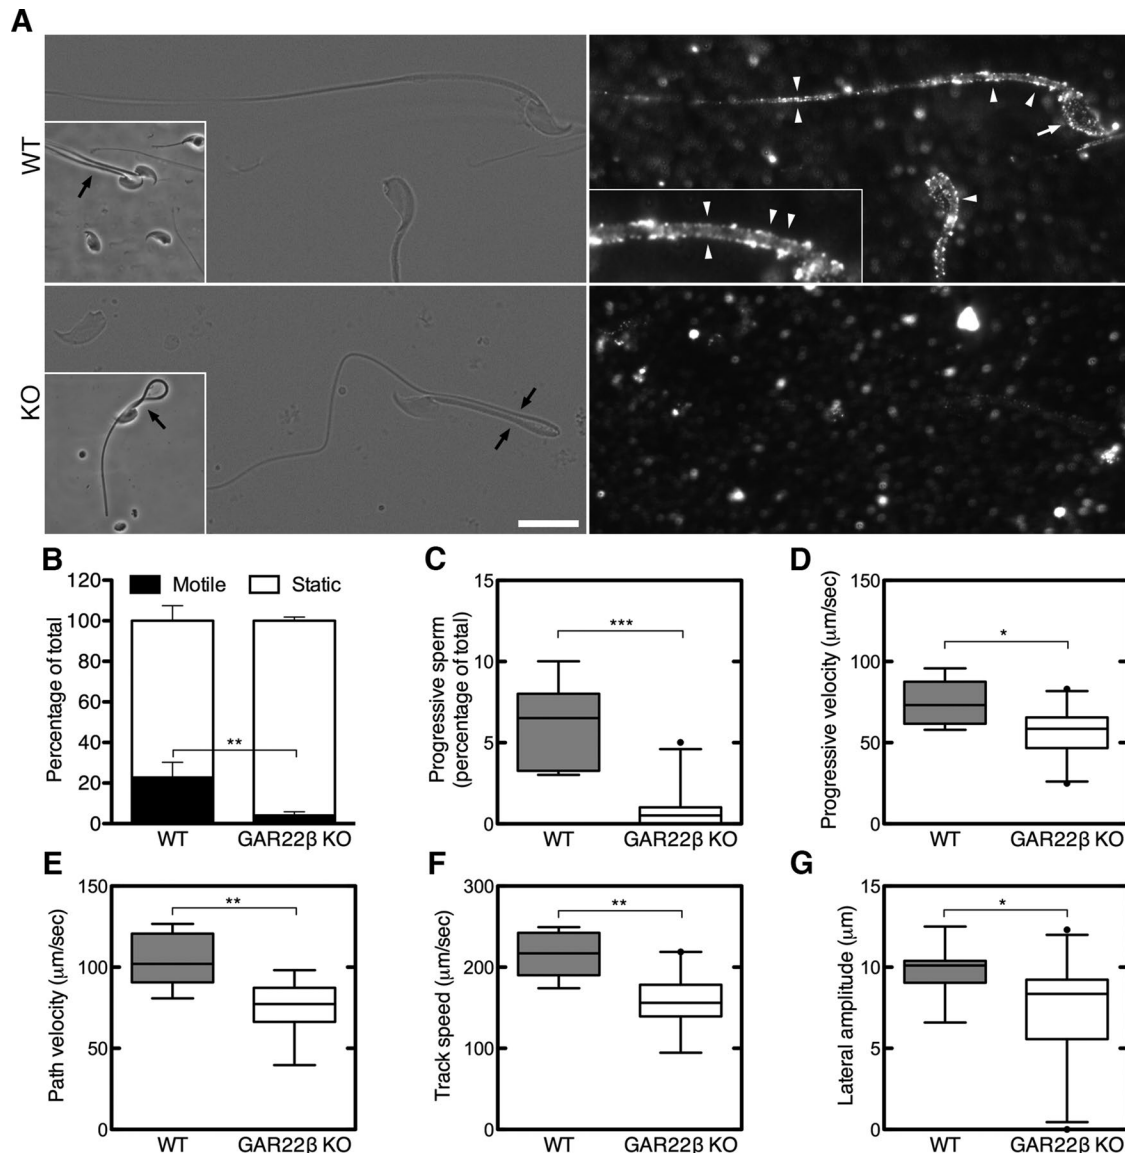 A
WT
KO
B
120
100
80
60
40
20
0
Percentage of total
Motile
Static
**
WT
GAR22β KO
C
15
10
5
0
Progressive sperm
(percentage of total)
***
WT
GAR22β KO
D
150
100
50
0
Progressive velocity (μm/sec)
*
WT
GAR22β KO
E
150
100
50
0
Path velocity (μm/sec)
**
WT
GAR22β KO
F
300
200
100
0
Track speed (μm/sec)
**
WT
GAR22β KO
G
15
10
5
0
Lateral amplitude (μm)
*
WT
GAR22β KO